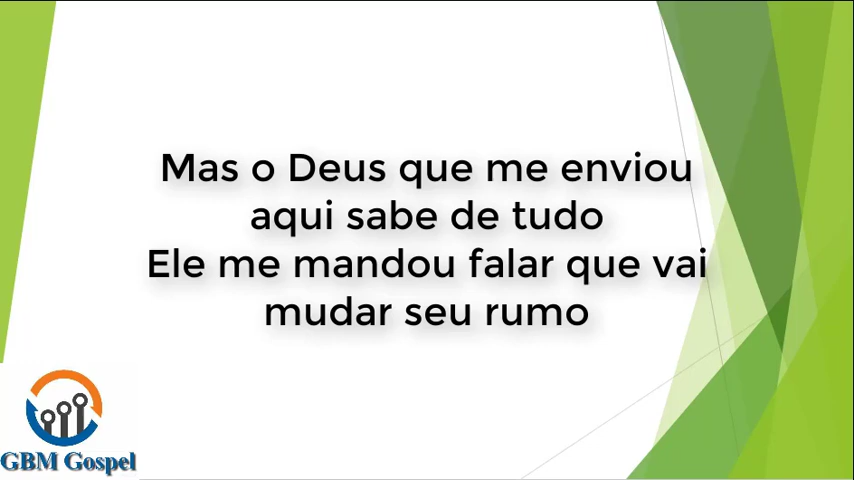 Mas o Deus que me enviou
aqui sabe de tudo
Ele me mandou falar que vai
mudar seu rumo
GBM Gospel